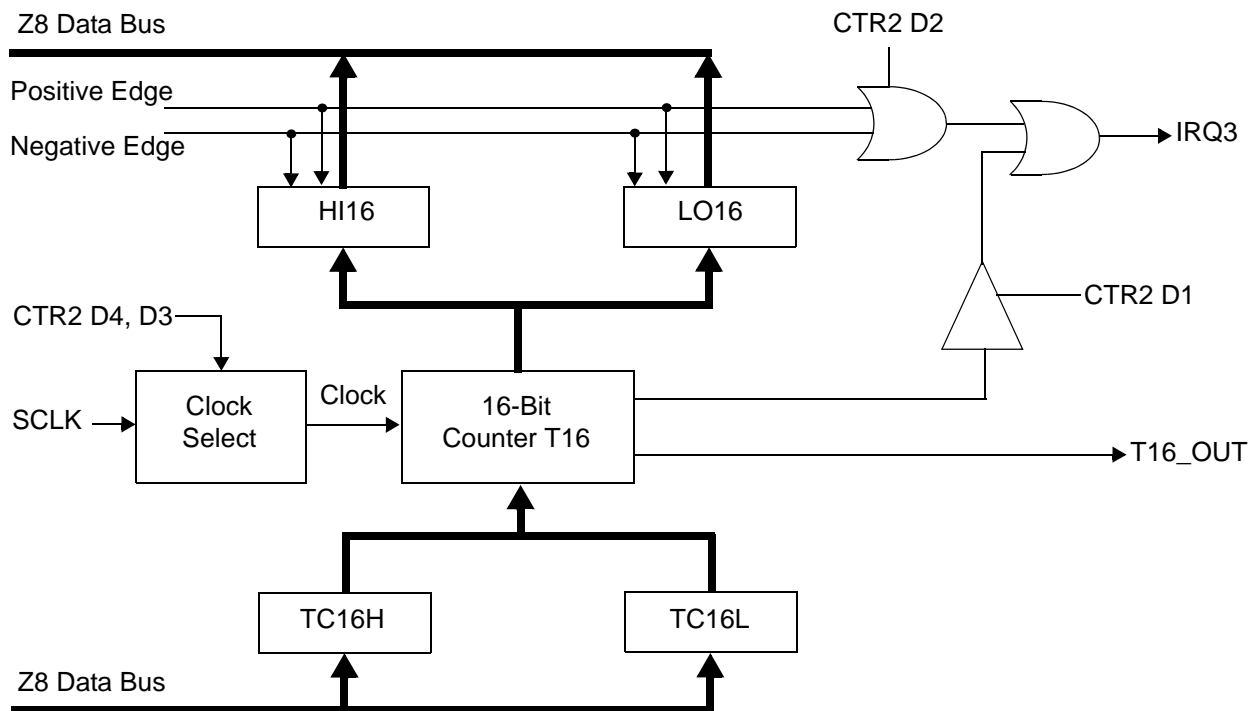 Z8 Data Bus
CTR2 D2
Positive Edge
Negative Edge
IRQ3
HI16
LO16
CTR2 D4, D3
CTR2 D1
SCLK
Clock
Select
Clock
16-Bit
Counter T16
T16_OUT
TC16H
TC16L
Z8 Data Bus